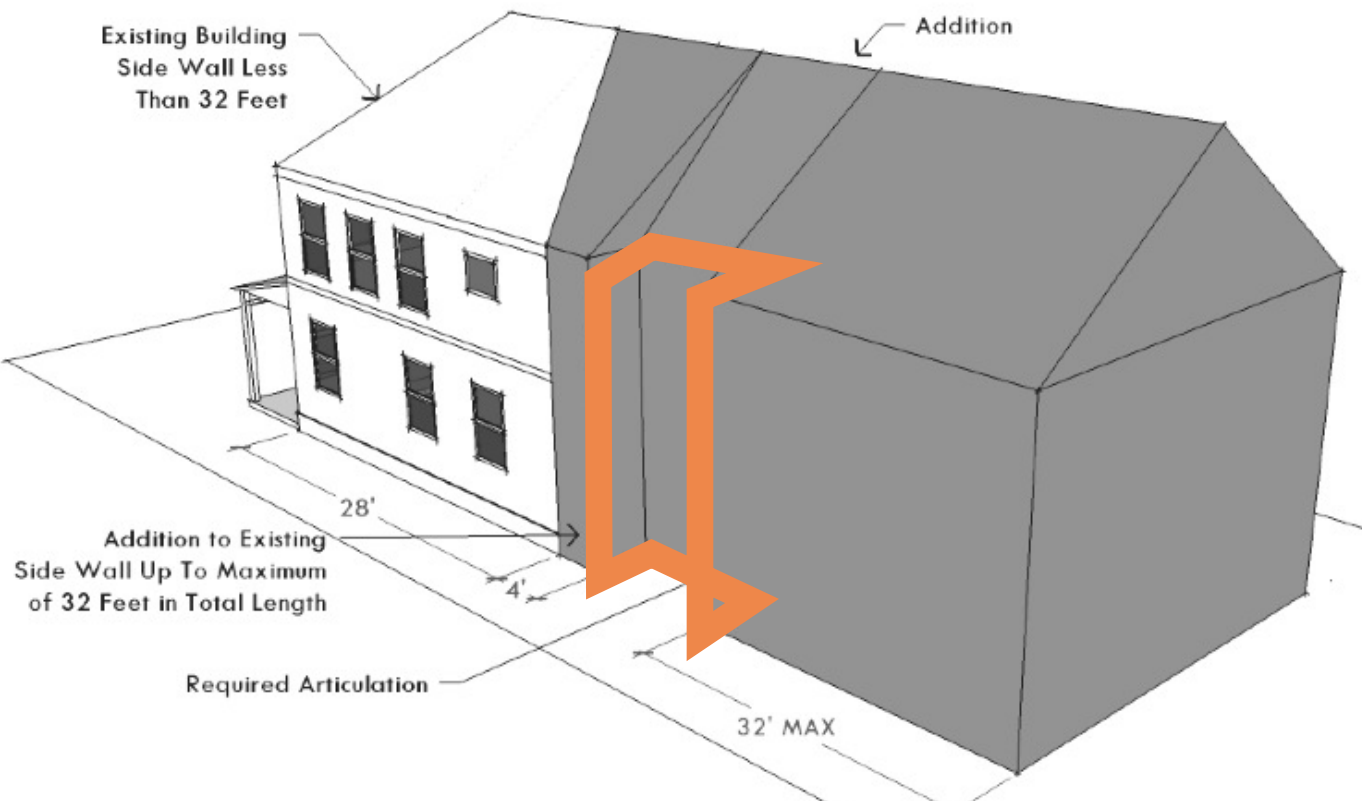 Existing Building
Side Wall Less
Than 32 Feet
Addition
28'
4'
Addition to Existing
Side Wall Up To Maximum
of 32 Feet in Total Length
Required Articulation
32' MAX